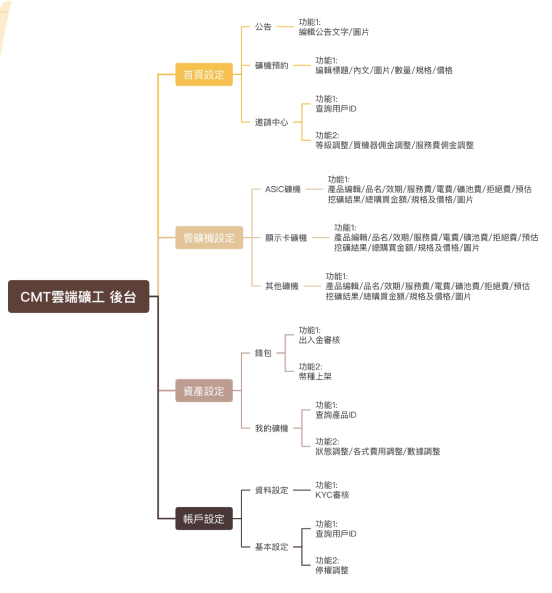 CMT雲端礦工 後台
首頁設定
公告
功能1:
編輯公告文字/圖片
礦機預約
功能1:
編輯標題/內文/圖片/數量/規格/價格
邀請中心
功能1:
查詢用戶ID
功能2:
等級調整/買機器佣金調整/服務費佣金調整
雲礦機設定
ASIC礦機
功能1:
產品編輯/品名/效期/服務費/電費/礦池費/拒絕費/預估
挖礦結果/總購買金額/規格及價格/圖片
顯示卡礦機
功能1:
產品編輯/品名/效期/服務費/電費/礦池費/拒絕費/預估
挖礦結果/總購買金額/規格及價格/圖片
其他礦機
功能1:
產品編輯/品名/效期/服務費/電費/礦池費/拒絕費/預估
挖礦結果/總購買金額/規格及價格/圖片
資產設定
錢包
功能1:
出入金審核
功能2:
幣種上架
我的礦機
功能1:
查詢產品ID
功能2:
狀態調整/各式費用調整/數據調整
帳戶設定
資料設定
功能1:
KYC審核
基本設定
功能1:
查詢用戶ID
功能2:
停權調整